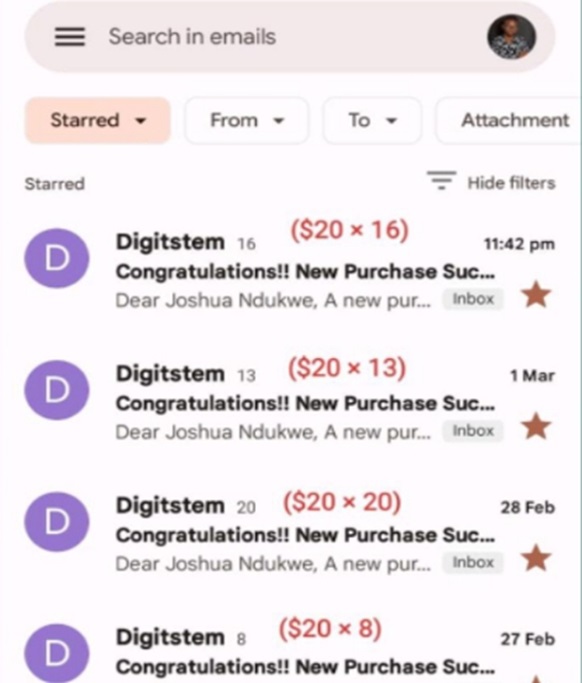 Search in emails
Starred From To Attachment
Starred Hide filters
Digitstem 16 ($20 × 16) 11:42 pm
Congratulations!! New Purchase Suc...
Dear Joshua Ndukwe, A new pur... Inbox
D
Digitstem 13 ($20 × 13) 1 Mar
Congratulations!! New Purchase Suc...
Dear Joshua Ndukwe, A new pur... Inbox
D
Digitstem 20 ($20 × 20) 28 Feb
Congratulations!! New Purchase Suc...
Dear Joshua Ndukwe, A new pur... Inbox
D
Digitstem 8 ($20 × 8) 27 Feb
Congratulations!! New Purchase Suc...
D